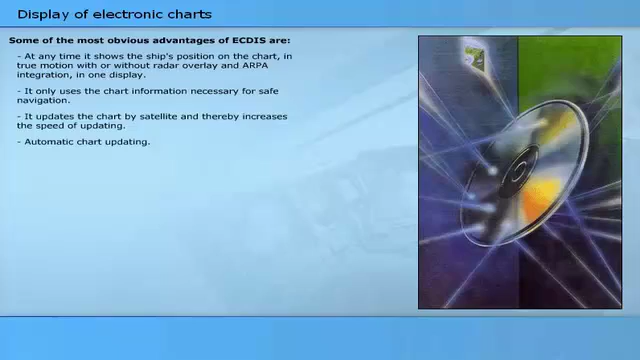 Display of electronic charts
Some of the most obvious advantages of ECDIS are:
- At any time it shows the ship's position on the chart, in
true motion with or without radar overlay and ARPA
integration, in one display.
- It only uses the chart information necessary for safe
navigation.
- It updates the chart by satellite and thereby increases
the speed of updating.
- Automatic chart updating.